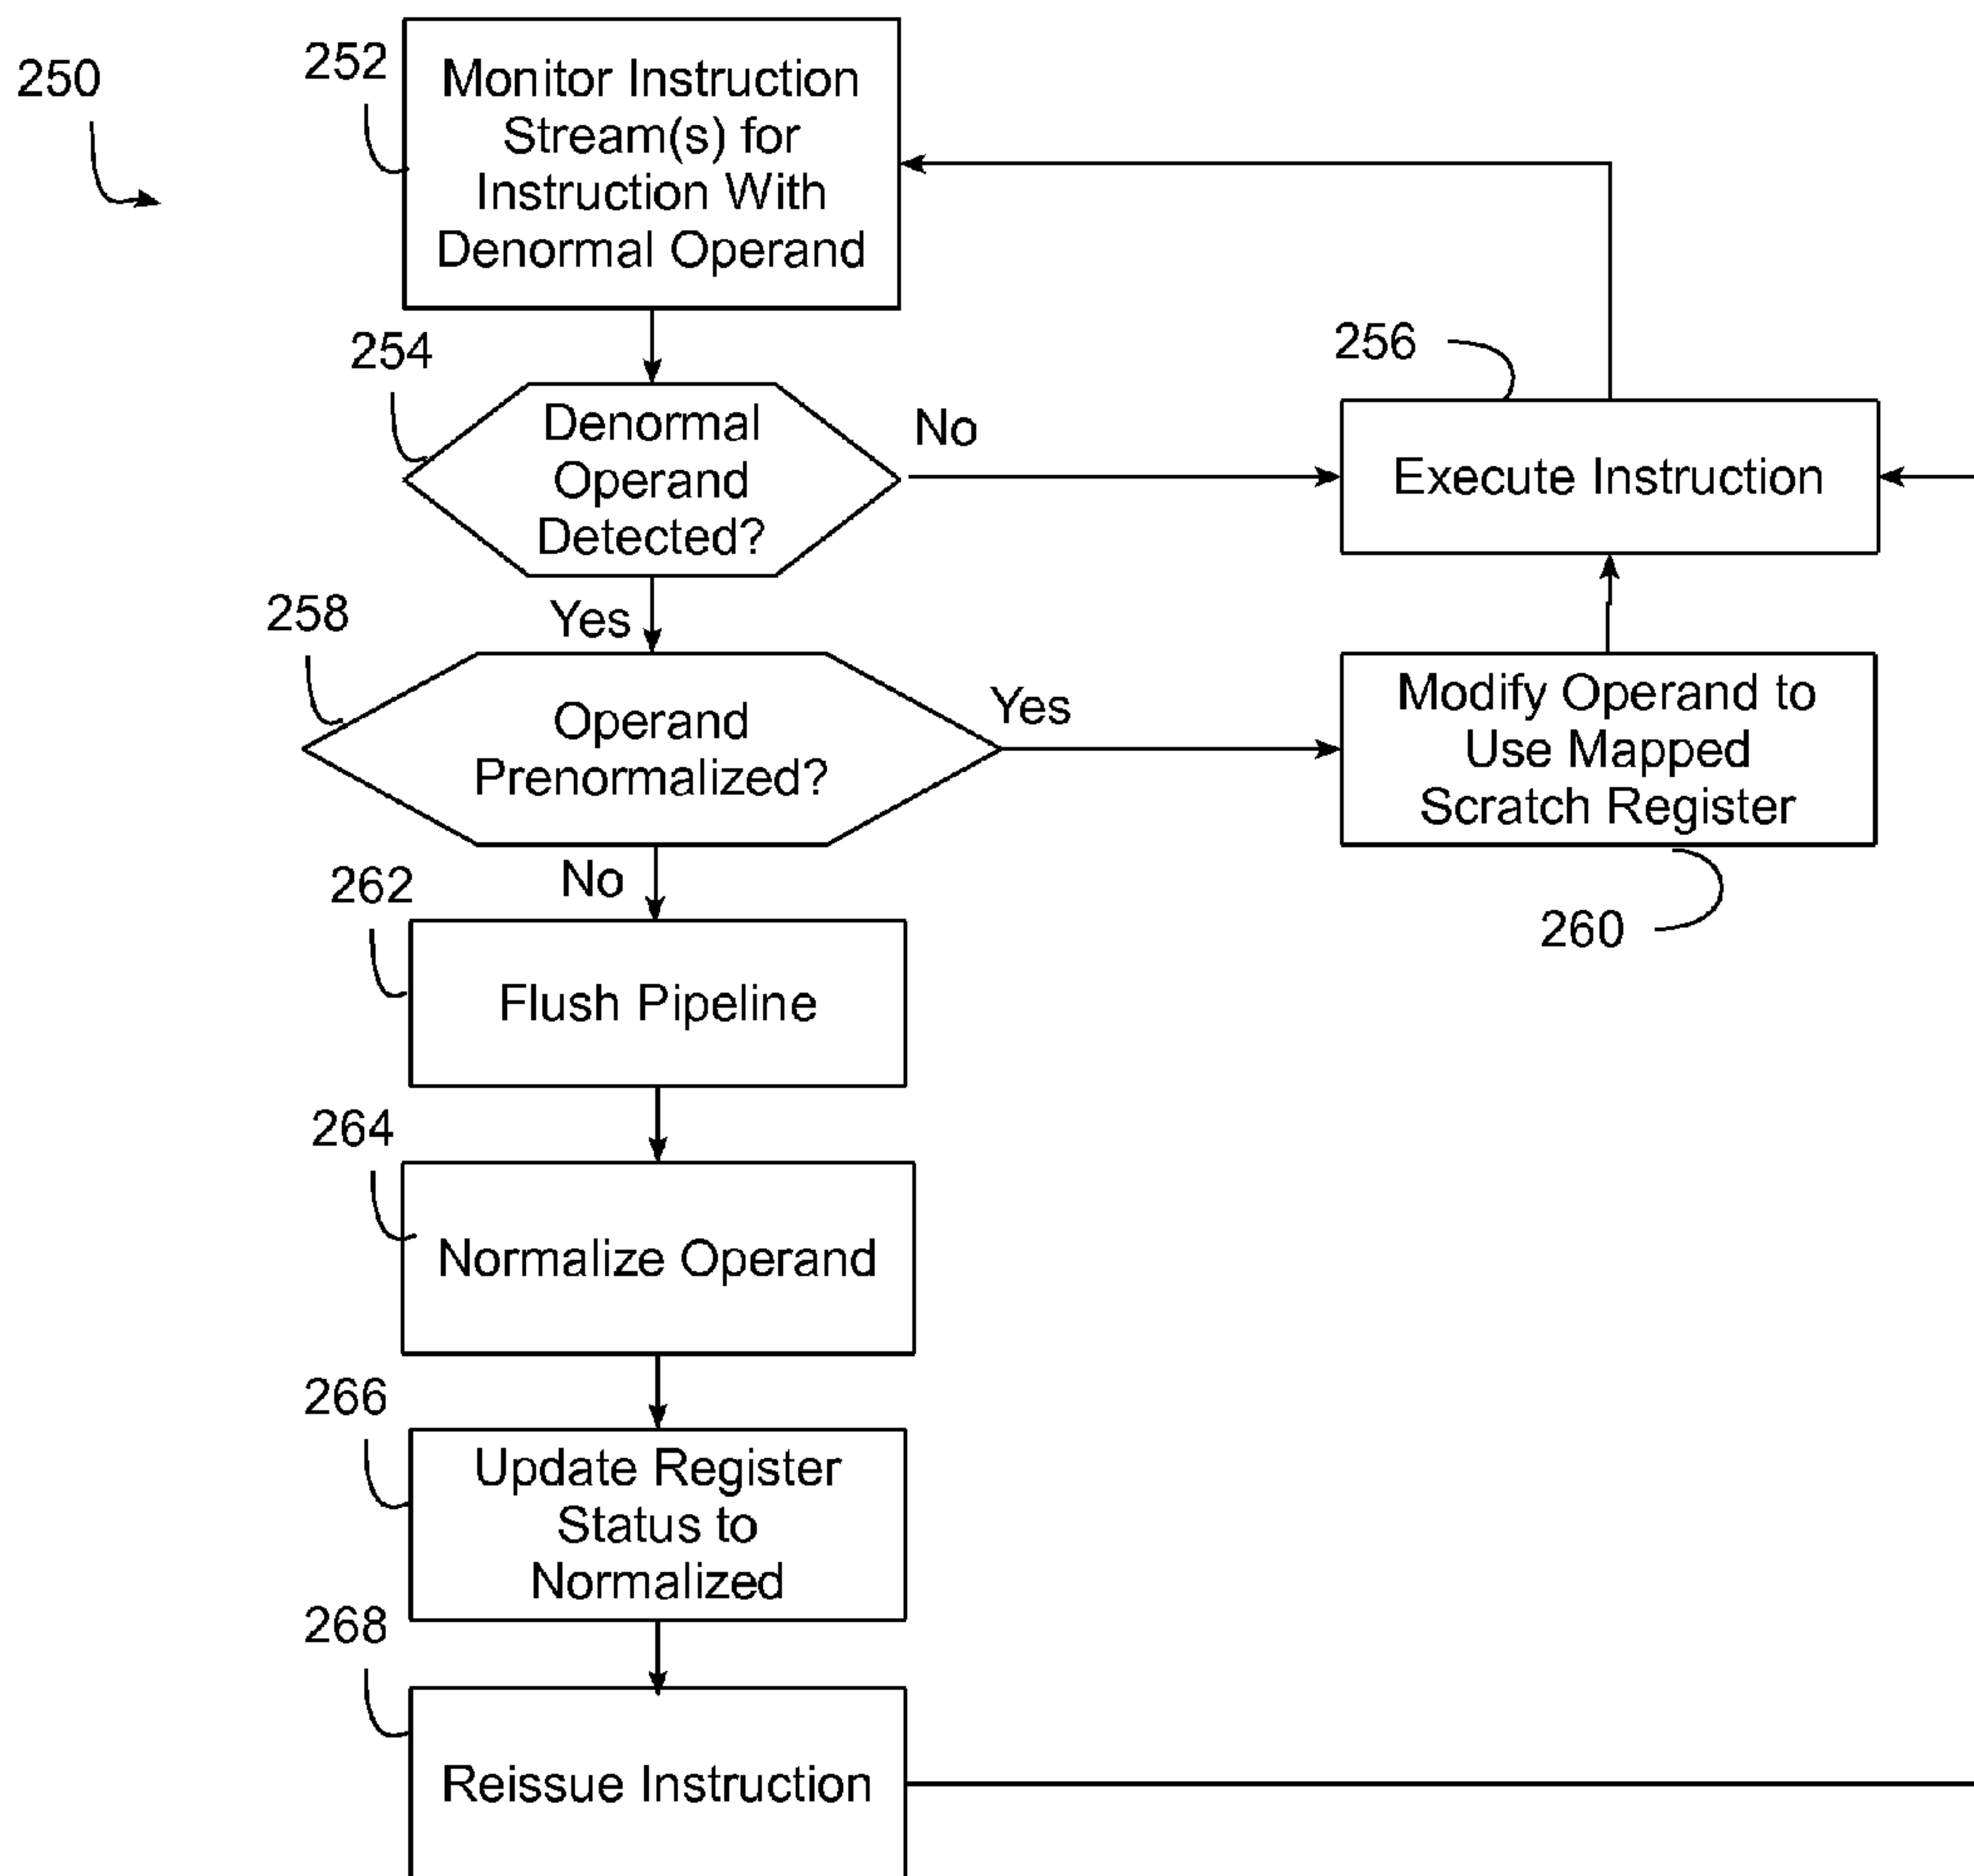 250
252
Monitor Instruction
Stream(s) for
Instruction With
Denormal Operand
254
Denormal
Operand
Detected?
No
256
Execute Instruction
Yes
258
Operand
Prenormalized?
Yes
Modify Operand to
Use Mapped
Scratch Register
260
No
262
Flush Pipeline
264
Normalize Operand
266
Update Register
Status to
Normalized
268
Reissue Instruction